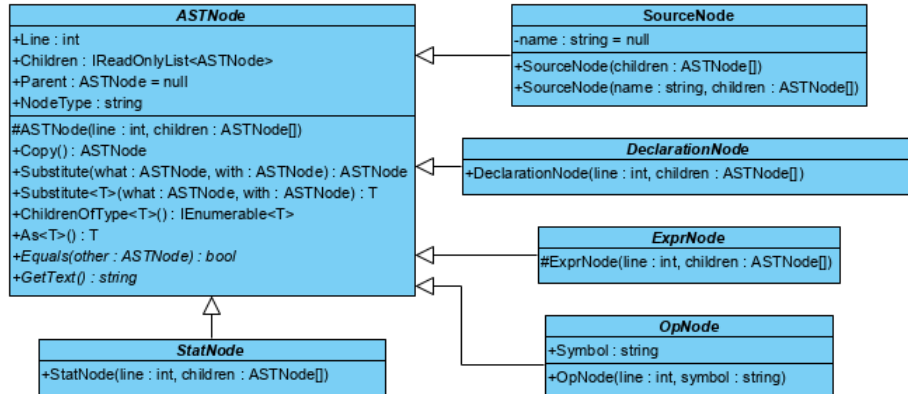 ASTNode
+Line : int
+Children : IReadOnlyList<ASTNode>
+Parent : ASTNode = null
+NodeType : string
#ASTNode(line : int, children : ASTNode[])
+Copy() : ASTNode
+Substitute(what : ASTNode, with : ASTNode) : ASTNode
+Substitute<T>(what : ASTNode, with : ASTNode) : T
+ChildrenOfType<T>() : IEnumerable<T>
+As<T>() : T
+Equals(other : ASTNode) : bool
+GetText() : string
SourceNode
-name : string = null
+SourceNode(children : ASTNode[])
+SourceNode(name : string, children : ASTNode[])
DeclarationNode
+DeclarationNode(line : int, children : ASTNode[])
ExprNode
#ExprNode(line : int, children : ASTNode[])
OpNode
+Symbol : string
+OpNode(line : int, symbol : string)
StatNode
+StatNode(line : int, children : ASTNode[])